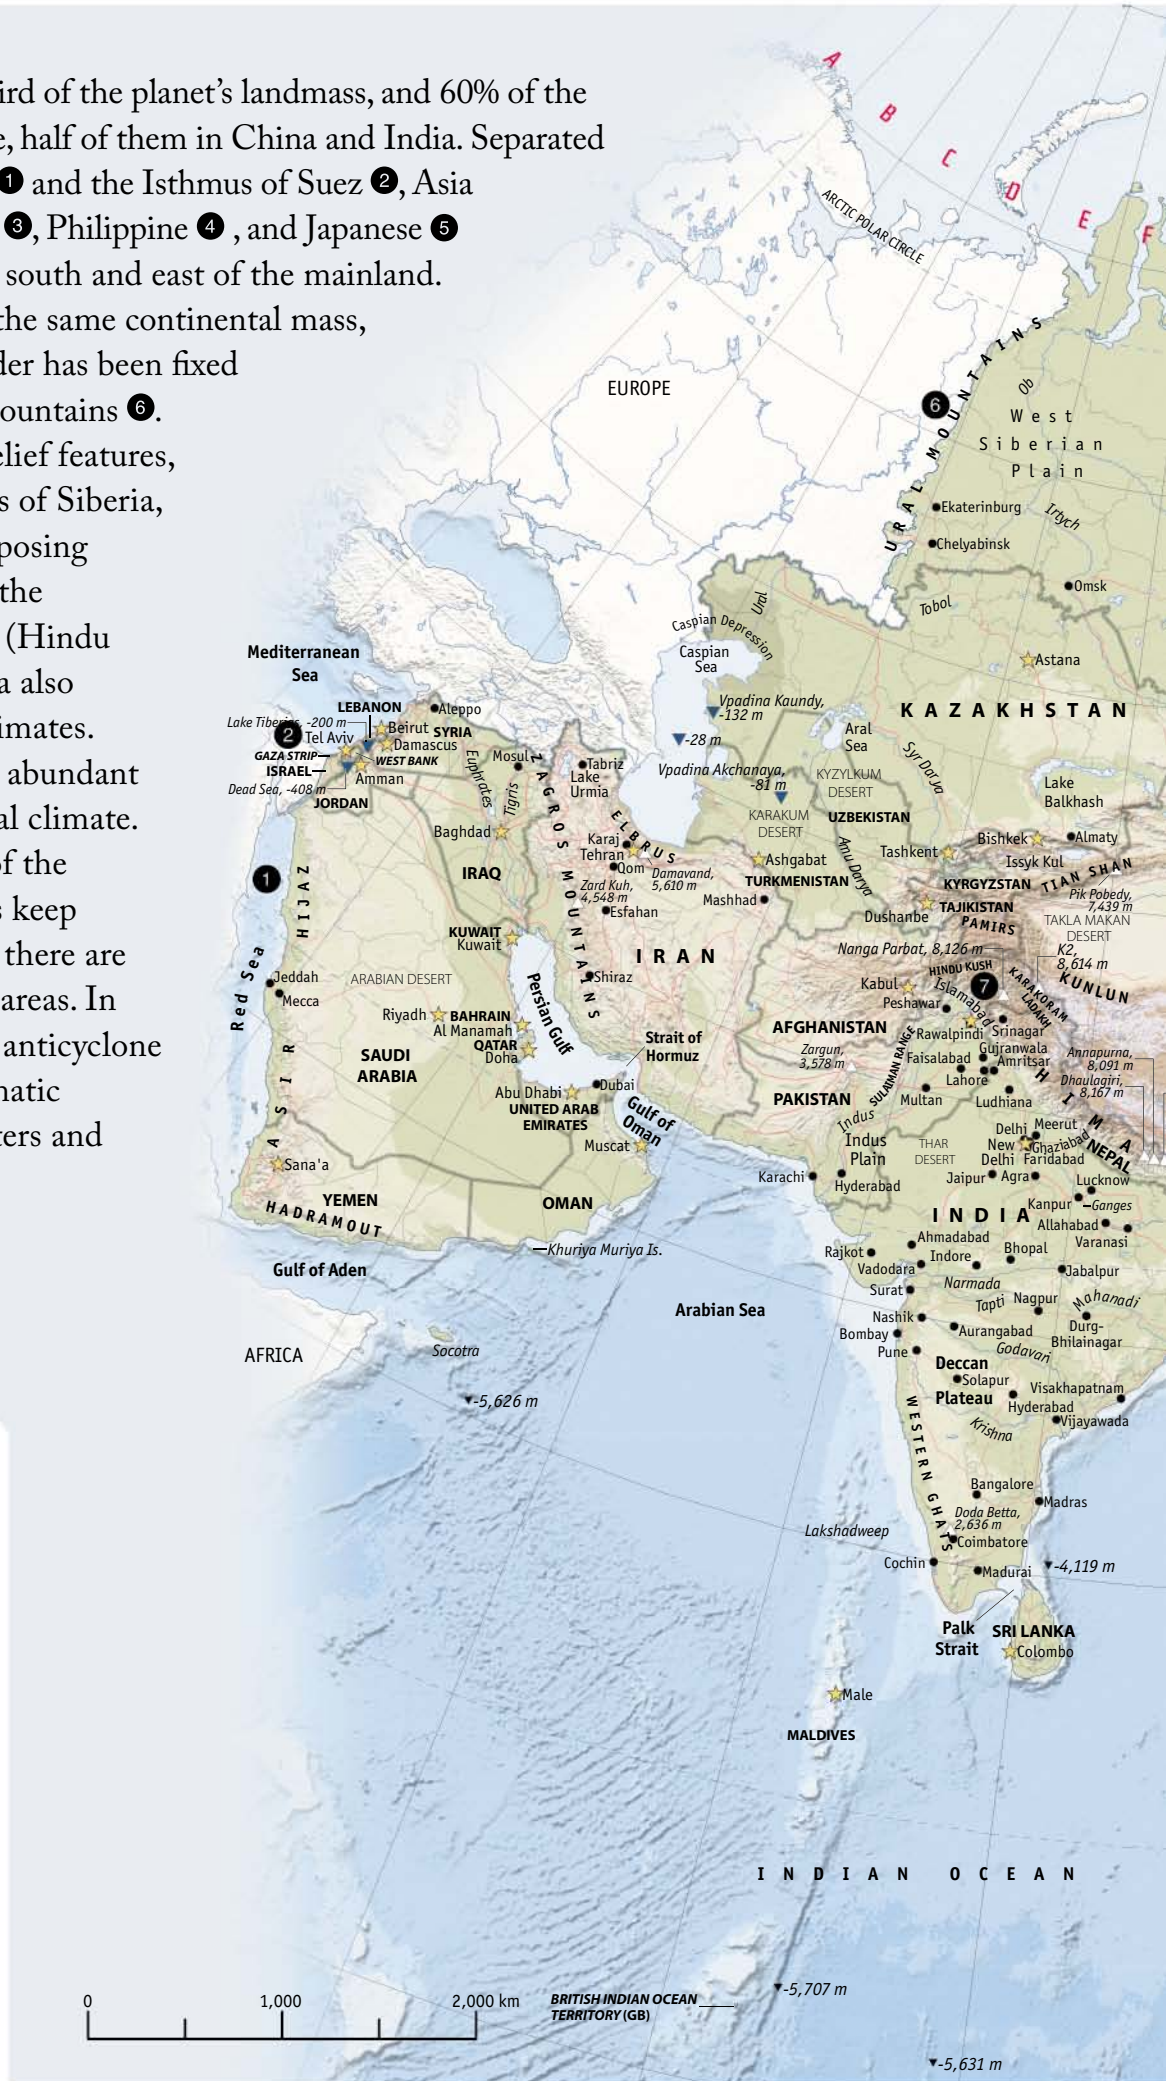 ird of the planet's landmass, and 60% of the
e, half of them in China and India. Separated
1 and the Isthmus of Suez 2, Asia
3, Philippine 4 , and Japanese 5
south and east of the mainland.
the same continental mass,
der has been fixed
ountains 6.
elief features,
s of Siberia,
posing
the
(Hindu
a also
imates.
abundant
al climate.
of the
s keep
there are
areas. In
anticyclone
natic
ters and
A
B
C
D
E
F
ARCTIC POLAR CIRCLE
EUROPE
6
URAL MOUNTAINS
Ob
West
Siberian
Plain
Ekaterinburg
Irtych
Chelyabinsk
Omsk
Tobol
Ural
Caspian Depression
Caspian
Sea
Astana
Mediterranean
Sea
KAZAKHSTAN
Vpadina Kaundy,
-132 m
-28 m
Aral
Sea
Syr Darya
Vpadina Akchanaya,
-81 m
KYZYLKUM
DESERT
Lake
Balkhash
LEBANON
Aleppo
Lake Tiberias, -200 m
2
Beirut
SYRIA
Tel Aviv
Damascus
GAZA STRIP
WEST BANK
ISRAEL
Amman
Dead Sea, -408 m
JORDAN
Euphrates
Mosul
Tigris
ZAGROS MOUNTAINS
Tabriz
Lake
Urmia
ELBRUS
KARAKUM
DESERT
UZBEKISTAN
Amu Darya
Bishkek
Almaty
Tashkent
Issyk Kul
Baghdad
Karaj
Tehran
Qom
Damavand,
5,610 m
Ashgabat
TURKMENISTAN
KYRGYZSTAN
TIAN SHAN
Pik Pobedy,
7,439 m
1
HIJAZ
IRAQ
Zard Kuh,
4,548 m
Esfahan
Mashhad
Dushanbe
TAJIKISTAN
PAMIRS
TAKLA MAKAN
DESERT
KUWAIT
Kuwait
IRAN
Nanga Parbat, 8,126 m
K2,
8,614 m
HINDU KUSH
7
KARAKORAM
LADAKH
KUNLUN
Red Sea
Jeddah
Mecca
ARABIAN DESERT
Persian Gulf
Shiraz
Kabul
Peshawar
Islamabad
Riyadh
BAHRAIN
Al Manamah
QATAR
Doha
Strait of
Hormuz
AFGHANISTAN
Zargun,
3,578 m
SULAIMAN RANGE
Rawalpindi
Srinagar
Faisalabad
Gujranwala
Amritsar
Annapurna,
8,091 m
Dhaulagiri,
8,167 m
Lahore
SAUDI
ARABIA
ASIR
Abu Dhabi
Dubai
UNITED ARAB
EMIRATES
Gulf of
Oman
PAKISTAN
Multan
Ludhiana
HIMA
Indus
Indus
Plain
THAR
DESERT
Delhi
Meerut
New
Delhi
Ghaziabad
Faridabad
NEPAL
Muscat
Sana'a
Karachi
Hyderabad
Jaipur
Agra
Lucknow
Kanpur
Ganges
YEMEN
OMAN
HADRAMOUT
INDIA
Allahabad
Varanasi
Khuriya Muriya Is.
Gulf of Aden
Ahmadabad
Rajkot
Indore
Bhopal
Vadodara
Jabalpur
Surat
Narmada
Tapti
Nagpur
Mahanadi
Arabian Sea
Nashik
Aurangabad
Durg-
Bhilainagar
Bombay
Pune
Godavari
AFRICA
Socotra
Deccan
Plateau
Solapur
Visakhapatnam
-5,626 m
Hyderabad
Vijayawada
WESTERN GHATS
Krishna
Bangalore
Madras
Lakshadweep
Doda Betta,
2,636 m
Coimbatore
Cochin
Madurai
-4,119 m
Palk
Strait
SRI LANKA
Colombo
Male
MALDIVES
INDIAN OCEAN
0 1,000 2,000 km
BRITISH INDIAN OCEAN
TERRITORY (GB)
-5,707 m
-5,631 m